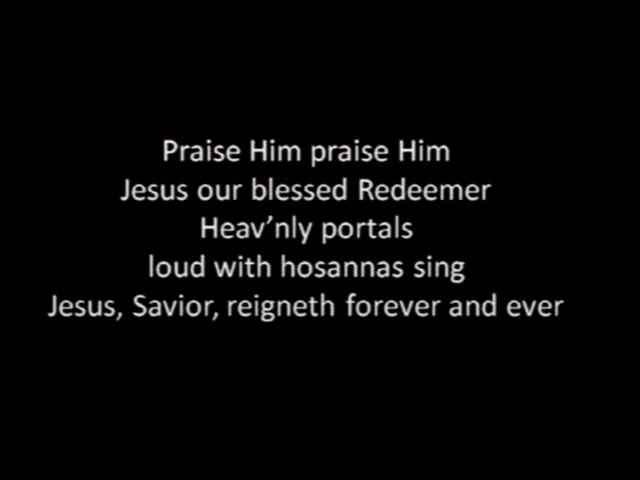 Praise Him praise Him
Jesus our blessed Redeemer
Heav’nly portals
loud with hosannas sing
Jesus, Savior, reigneth forever and ever